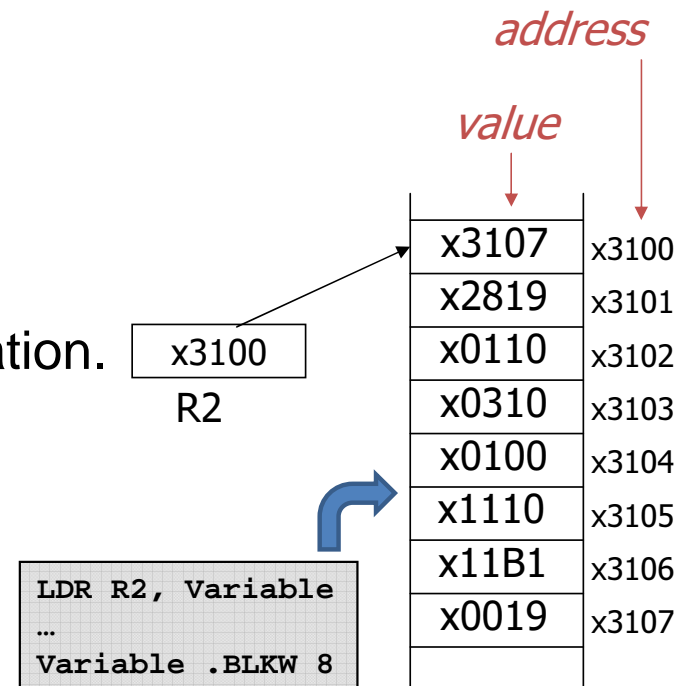 address
value
x3107 x3100
x2819 x3101
x0110 x3102
x0310 x3103
x0100 x3104
x1110 x3105
x11B1 x3106
x0019 x3107
ation.
x3100
R2
LDR R2, Variable
…
Variable .BLKW 8